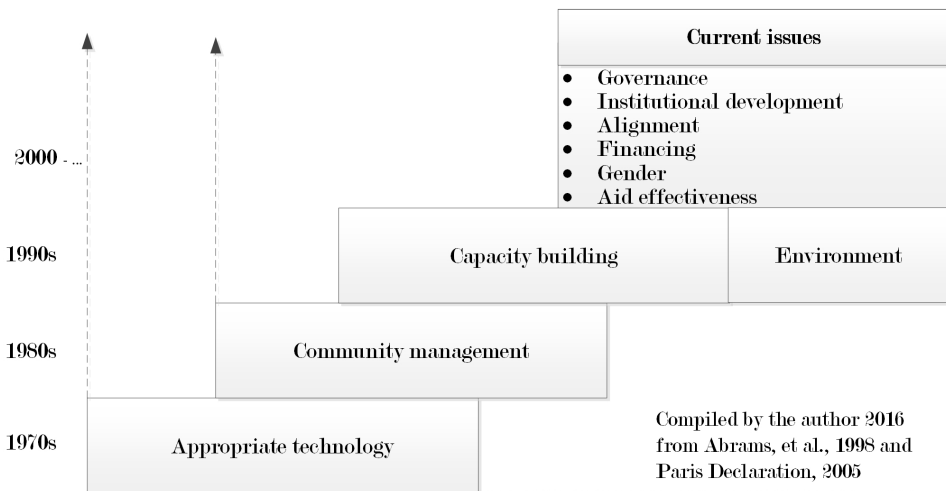 Current issues
• Governance
• Institutional development
• Alignment
• Financing
• Gender
• Aid effectiveness
2000 - ...
1990s
Capacity building
Environment
1980s
Community management
1970s
Appropriate technology
Compiled by the author 2016
from Abrams, et al., 1998 and
Paris Declaration, 2005